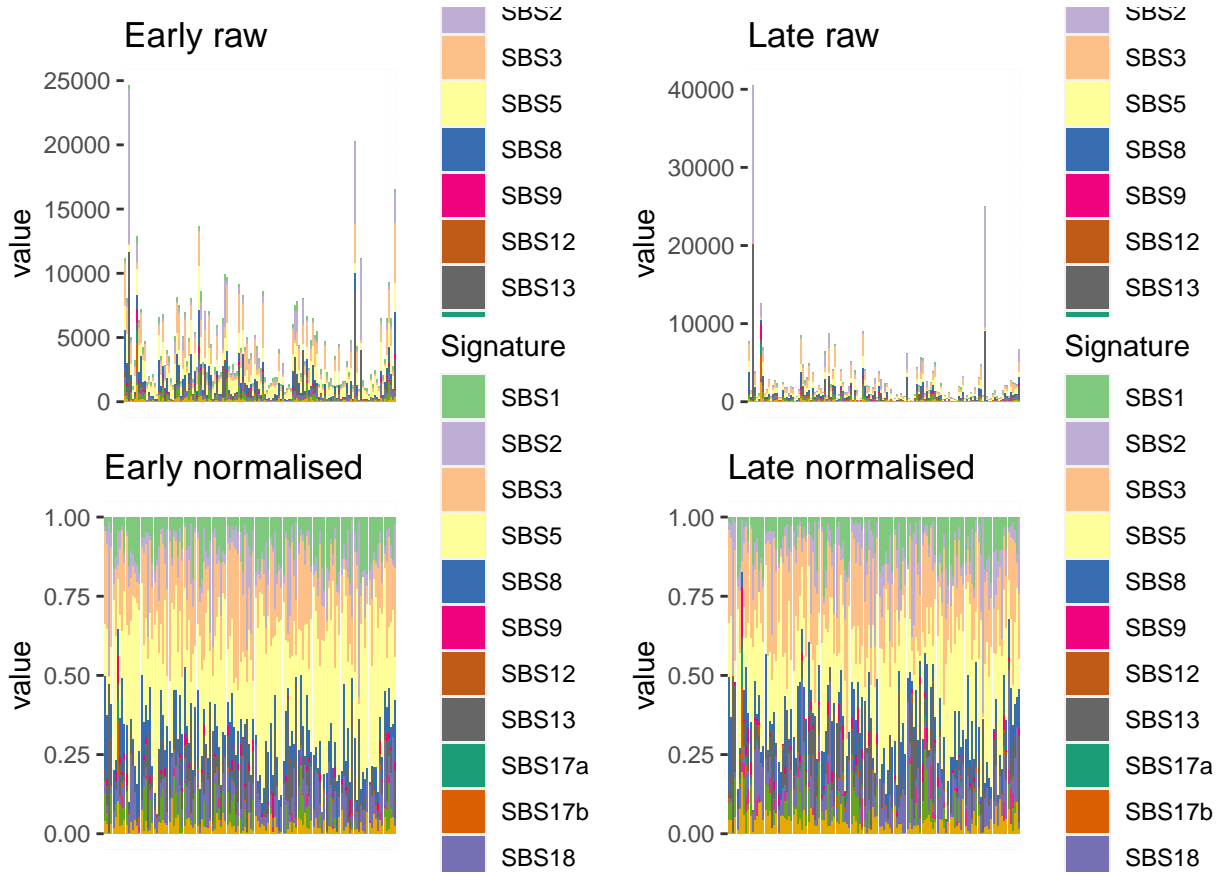 Early raw
25000
20000
15000
10000
5000
0
value
SBS2
SBS3
SBS5
SBS8
SBS9
SBS12
SBS13
Late raw
40000
30000
20000
10000
0
value
SBS2
SBS3
SBS5
SBS8
SBS9
SBS12
SBS13
Early normalised
1.00
0.75
0.50
0.25
0.00
value
Signature
SBS1
SBS2
SBS3
SBS5
SBS8
SBS9
SBS12
SBS13
SBS17a
SBS17b
SBS18
Late normalised
1.00
0.75
0.50
0.25
0.00
value
Signature
SBS1
SBS2
SBS3
SBS5
SBS8
SBS9
SBS12
SBS13
SBS17a
SBS17b
SBS18